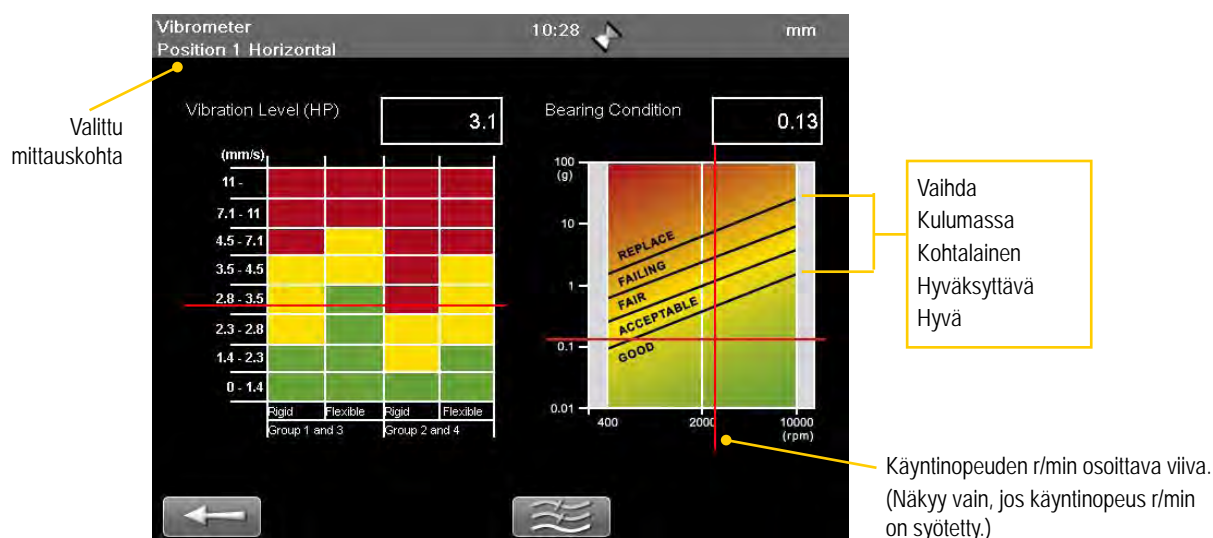 Vibrometer
10:28
mm
Position 1 Horizontal
Valittu
mittauskohta
Vibration Level (HP)
3.1
(mm/s)
11 -
7.1 - 11
4.5 - 7.1
3.5 - 4.5
2.8 - 3.5
2.3 - 2.8
1.4 - 2.3
0 - 1.4
Rigid Flexible Rigid Flexible
Group 1 and 3 Group 2 and 4
Bearing Condition
0.13
100
(g)
10
1
0.1
0.01
REPLACE
FAILING
FAIR
ACCEPTABLE
GOOD
400 2000 10000
(rpm)
Vaihda
Kulumassa
Kohtalainen
Hyväksyttävä
Hyvä
Käyntinopeuden r/min osoittava viiva.
(Näkyy vain, jos käyntinopeus r/min
on syötetty.)